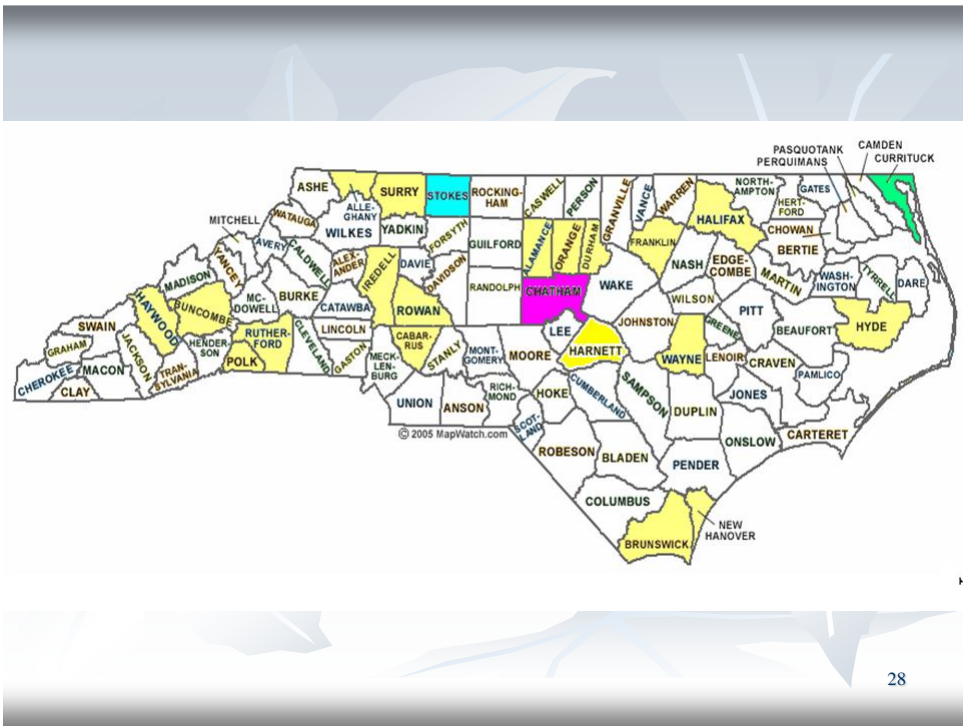 PASQUOTANK
CAMDEN
PERQUIMANS
CURRITUCK
ASHE
ALLE-
GHANY
SURRY
STOKES
ROCKING-
HAM
CASWELL
PERSON
GRANVILLE
VANCE
WARREN
NORTH-
AMPTON
GATES
HERT-
FORD
HALIFAX
MITCHELL
WATAUGA
WILKES
YADKIN
FORSYTH
GUILFORD
ALAMANCE
ORANGE
DURHAM
FRANKLIN
CHOWAN
BERTIE
AVERY
CALDWELL
ALEX-
ANDER
IREDELL
DAVIE
DAVIDSON
RANDOLPH
CHATHAM
WAKE
NASH
EDGE-
COMBE
MARTIN
WASH-
INGTON
TYRRELL
DARE
MADISON
YANCEY
MC-
DOWELL
BURKE
CATAWBA
ROWAN
WILSON
PITT
BEAUFORT
HYDE
HAYWOOD
BUNCOMBE
RUTHER-
FORD
CLEVELAND
LINCOLN
GASTON
CABAR-
RUS
STANLY
MONT-
GOMERY
MOORE
LEE
HARNETT
JOHNSTON
WAYNE
GREENE
LENOIR
CRAVEN
PAMLICO
SWAIN
GRAHAM
CHEROKEE
MACON
CLAY
JACKSON
TRAN-
SYLVANIA
HENDER-
SON
POLK
MECK-
LEN-
BURG
UNION
ANSON
RICH-
MOND
SCOT-
LAND
HOKE
CUMBERLAND
SAMPSON
DUPLIN
JONES
CARTERET
ONSLOW
© 2005 MapWatch.com
ROBESON
BLADEN
PENDER
COLUMBUS
BRUNSWICK
NEW
HANOVER
28